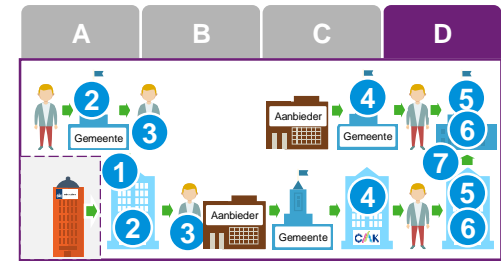 A B C D
2 4 5
Aanbieder
3 Gemeente 6
Gemeente
1 7
4 5
2 3 Aanbieder CAK 6
Gemeente